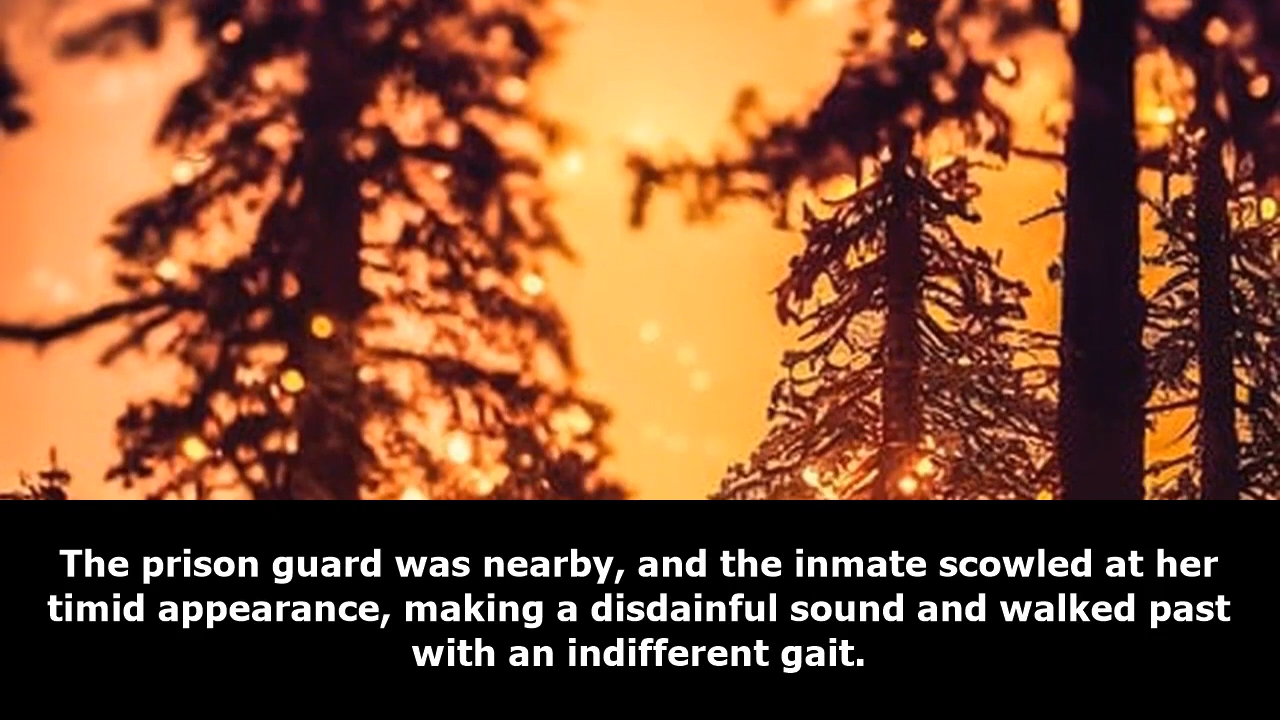 The prison guard was nearby, and the inmate scowled at her
timid appearance, making a disdainful sound and walked past
with an indifferent gait.